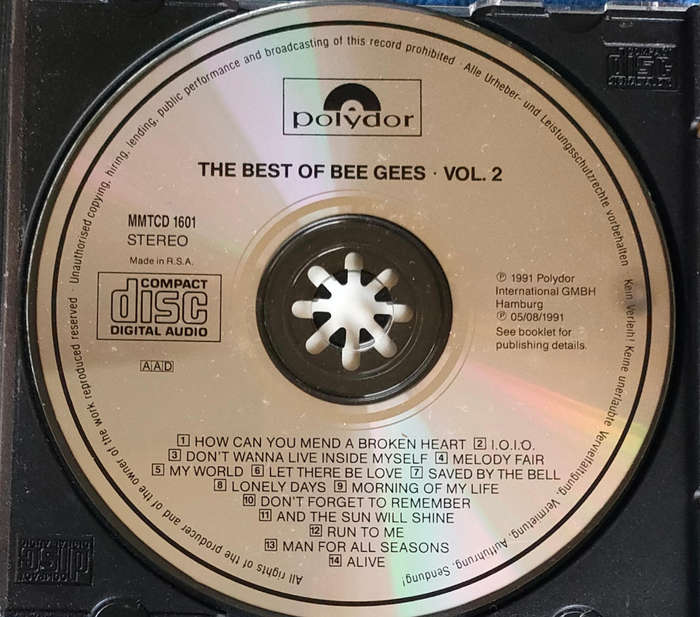 Unauthorised copying, hiring, lending, public performance and broadcasting of this record prohibited · Alle Urheber- und Leistungsschutzrechte vorbehalten · Kein Verleih! Keine unerlaubte Vervielfältigung, Vermietung, Aufführung, Sendung!
All rights of the producer and of the owner of the work reproduced reserved ·
polydor
THE BEST OF BEE GEES · VOL. 2
MMTCD 1601
STEREO
Made in R.S.A.
COMPACT
disc
DIGITAL AUDIO
AAD
℗ 1991 Polydor
International GMBH
Hamburg
℗ 05/08/1991
See booklet for
publishing details.
1 HOW CAN YOU MEND A BROKEN HEART 2 I.O.I.O.
3 DON'T WANNA LIVE INSIDE MYSELF 4 MELODY FAIR
5 MY WORLD 6 LET THERE BE LOVE 7 SAVED BY THE BELL
8 LONELY DAYS 9 MORNING OF MY LIFE
10 DON'T FORGET TO REMEMBER
11 AND THE SUN WILL SHINE
12 RUN TO ME
13 MAN FOR ALL SEASONS
14 ALIVE
COMPACT
disc
DIGITAL AUDIO